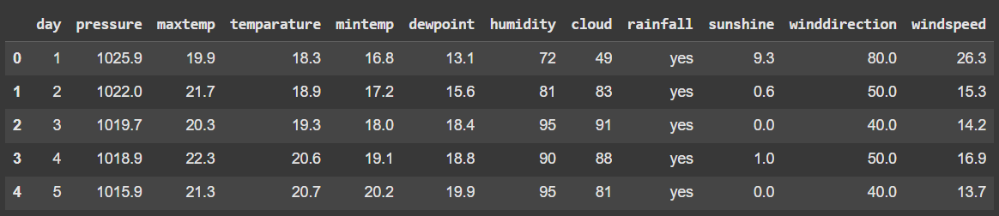 day pressure maxtemp temparature mintemp dewpoint humidity cloud rainfall sunshine winddirection windspeed
0 1 1025.9 19.9 18.3 16.8 13.1 72 49 yes 9.3 80.0 26.3
1 2 1022.0 21.7 18.9 17.2 15.6 81 83 yes 0.6 50.0 15.3
2 3 1019.7 20.3 19.3 18.0 18.4 95 91 yes 0.0 40.0 14.2
3 4 1018.9 22.3 20.6 19.1 18.8 90 88 yes 1.0 50.0 16.9
4 5 1015.9 21.3 20.7 20.2 19.9 95 81 yes 0.0 40.0 13.7